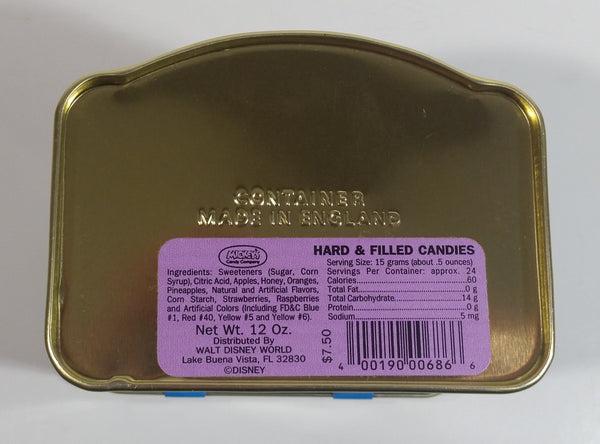 CONTAINER
MADE IN ENGLAND
MICKEY'S
Candy Company
Ingredients: Sweeteners (Sugar, Corn
Syrup), Citric Acid, Apples, Honey, Oranges,
Pineapples, Natural and Artificial Flavors,
Corn Starch, Strawberries, Raspberries
and Artificial Colors (Including FD&C Blue
#1, Red #40, Yellow #5 and Yellow #6).
Net Wt. 12 Oz.
Distributed By
WALT DISNEY WORLD
Lake Buena Vista, FL 32830
©DISNEY
HARD & FILLED CANDIES
Serving Size: 15 grams (about .5 ounces)
Servings Per Container: approx. 24
Calories 60
Total Fat 0 g
Total Carbohydrate 14 g
Protein 0 g
Sodium 5 mg
$7.50
4 00190 00686 6